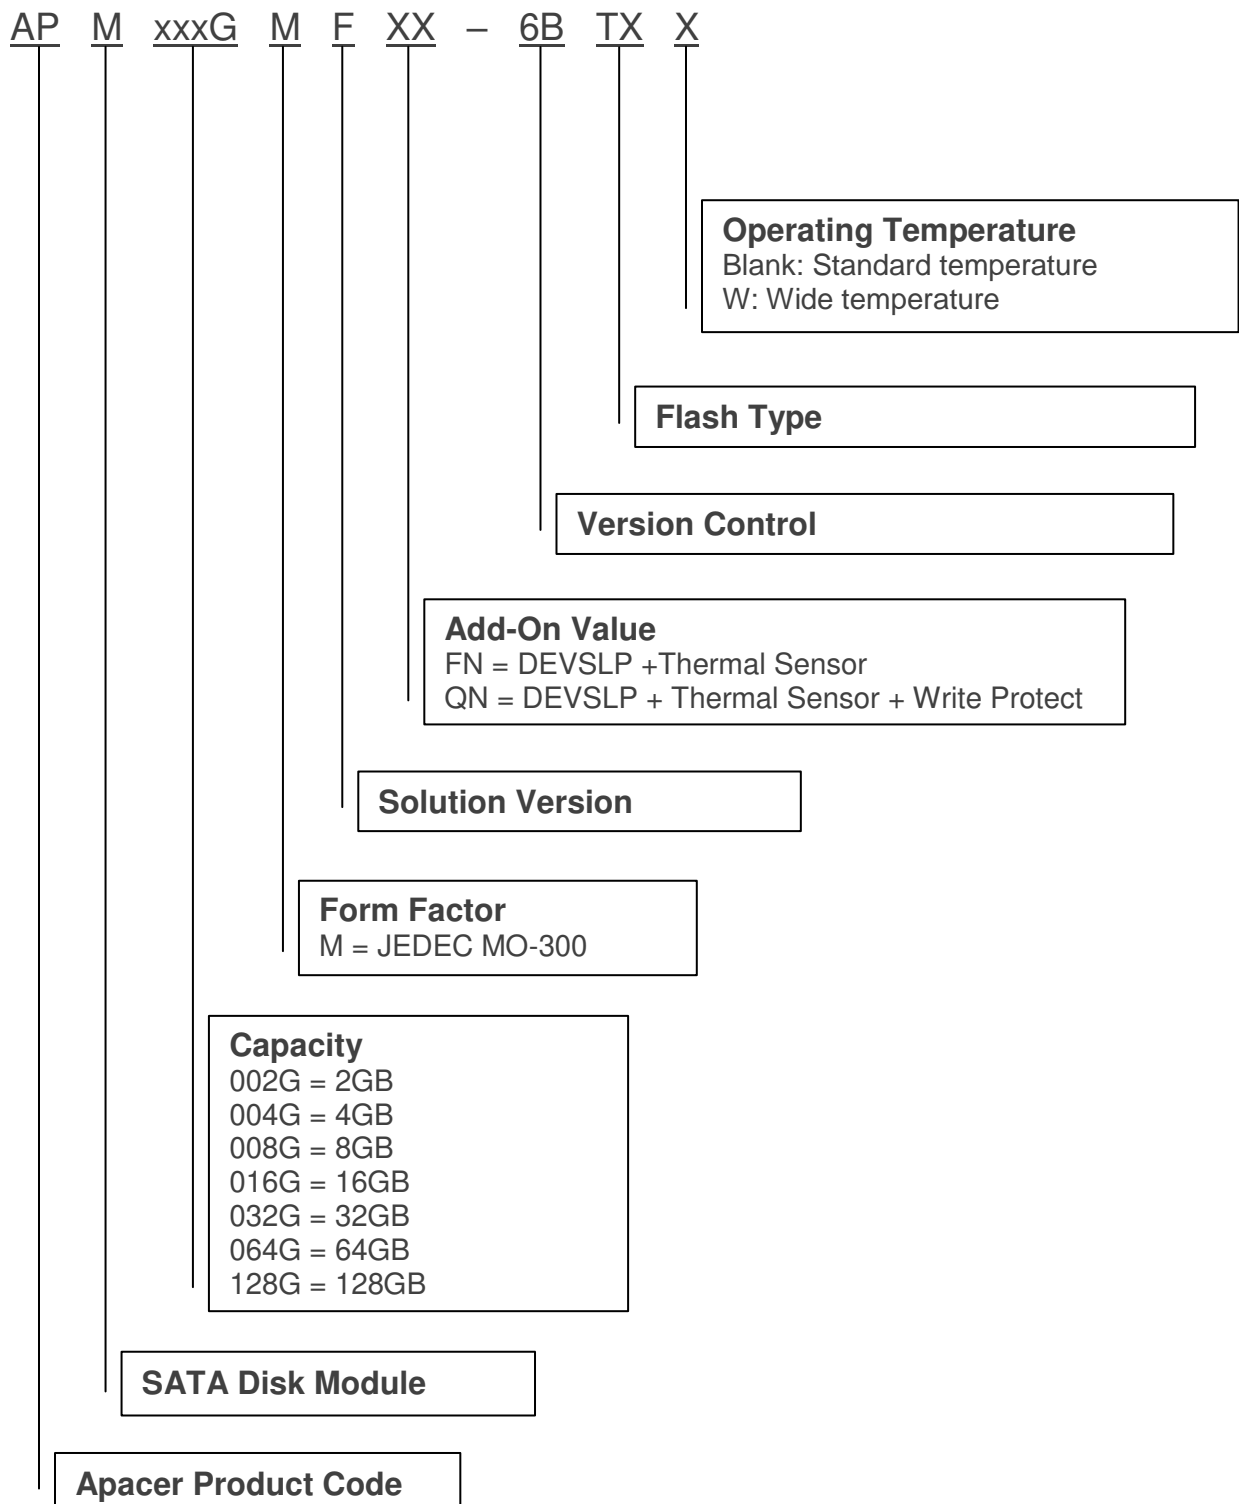 AP M xxxG M F XX – 6B TX X
Operating Temperature
Blank: Standard temperature
W: Wide temperature
Flash Type
Version Control
Add-On Value
FN = DEVSLP +Thermal Sensor
QN = DEVSLP + Thermal Sensor + Write Protect
Solution Version
Form Factor
M = JEDEC MO-300
Capacity
002G = 2GB
004G = 4GB
008G = 8GB
016G = 16GB
032G = 32GB
064G = 64GB
128G = 128GB
SATA Disk Module
Apacer Product Code